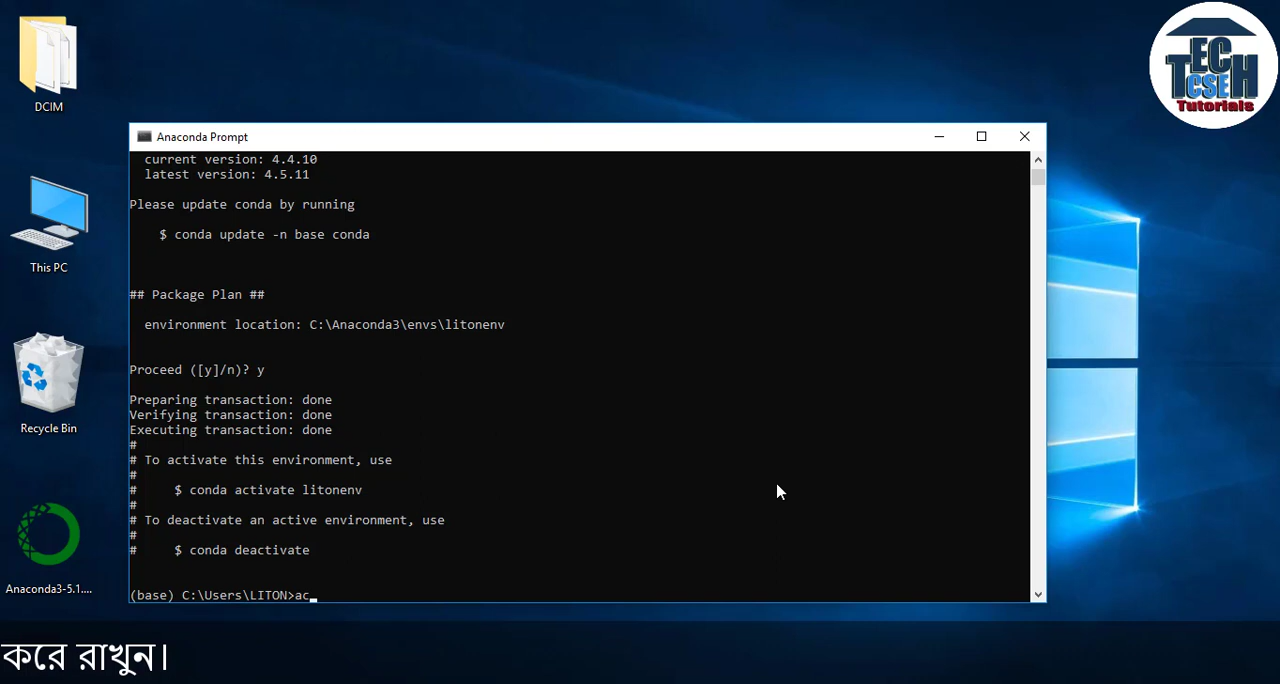 DCIM
This PC
Recycle Bin
Anaconda3-5.1....
TECH
CSE
Tutorials
Anaconda Prompt
current version: 4.4.10
latest version: 4.5.11
Please update conda by running
$ conda update -n base conda
## Package Plan ##
environment location: C:\Anaconda3\envs\litonenv
Proceed ([y]/n)? y
Preparing transaction: done
Verifying transaction: done
Executing transaction: done
#
# To activate this environment, use
#
#     $ conda activate litonenv
#
# To deactivate an active environment, use
#
#     $ conda deactivate
(base) C:\Users\LITON>ac_
করে রাখুন।